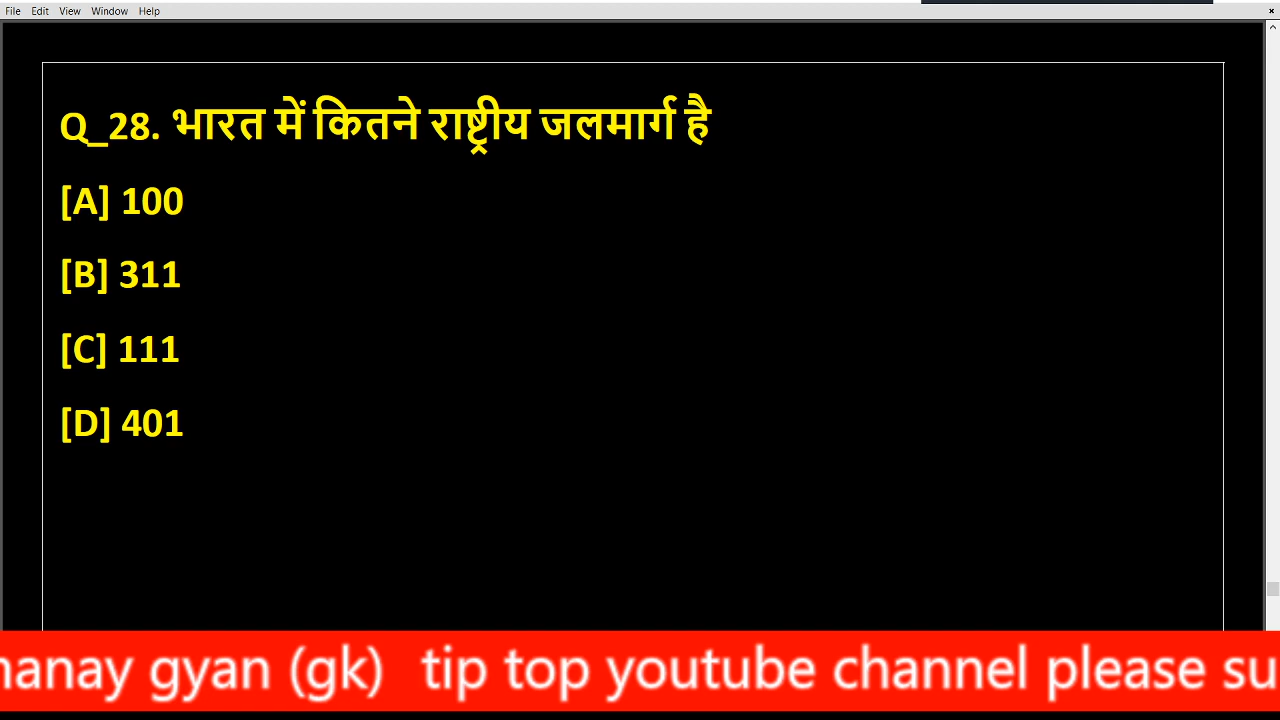 File Edit View Window Help
Q_28. भारत में कितने राष्ट्रीय जलमार्ग है
[A] 100
[B] 311
[C] 111
[D] 401
nanay gyan (gk) tip top youtube channel please su